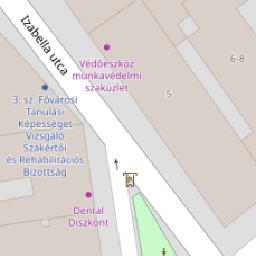 Izabella utca
Védőeszköz
munkavédelmi
szaküzlet
6-8
5
3. sz. Fővárosi
Tanulási
Képességet
Vizsgáló
Szakértői
és Rehabilitációs
Bizottság
Dental
Diszkont